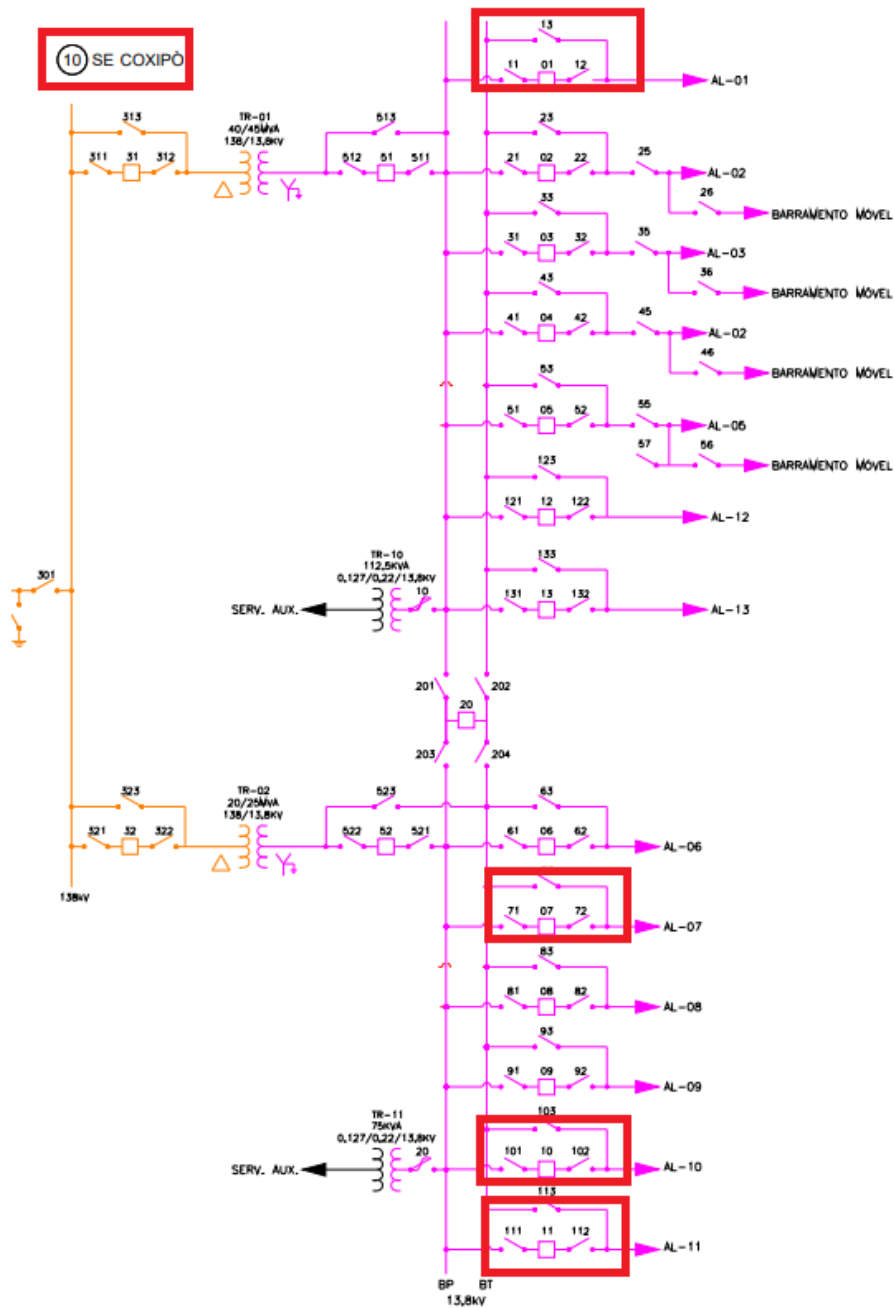 10 SE COXIPÒ
13
11 01 12
AL-01
313
TR-01
40/45MVA
138/13,8KV
513
23
311 31 312
512 51 511
21 02 22
25
AL-02
26
BARRAMENTO MÓVEL
33
31 03 32
35
AL-03
36
BARRAMENTO MÓVEL
43
41 04 42
45
AL-02
46
BARRAMENTO MÓVEL
53
51 05 52
55
AL-05
57
56
BARRAMENTO MÓVEL
123
121 12 122
AL-12
TR-10
112,5KVA
0,127/0,22/13,8KV
10
133
301
SERV. AUX.
131 13 132
AL-13
201
202
20
203
204
323
TR-02
20/25MVA
138/13,8KV
523
63
321 32 322
522 52 521
61 06 62
AL-06
138KV
71 07 72
AL-07
83
81 08 82
AL-08
93
91 09 92
AL-09
TR-11
75KVA
0,127/0,22/13,8KV
20
103
SERV. AUX.
101 10 102
AL-10
113
111 11 112
AL-11
BP BT
13,8KV